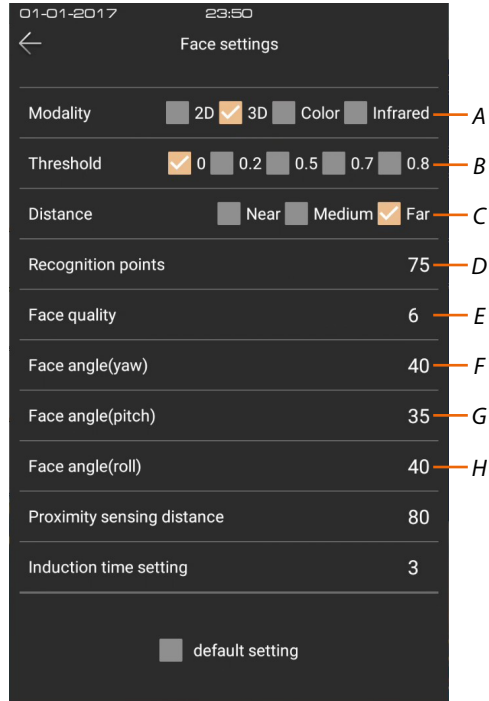 01-01-2017 23:50
Face settings
Modality 2D 3D Color Infrared A
Threshold 0 0.2 0.5 0.7 0.8 B
Distance Near Medium Far C
Recognition points 75 D
Face quality 6 E
Face angle(yaw) 40 F
Face angle(pitch) 35 G
Face angle(roll) 40 H
Proximity sensing distance 80
Induction time setting 3
default setting